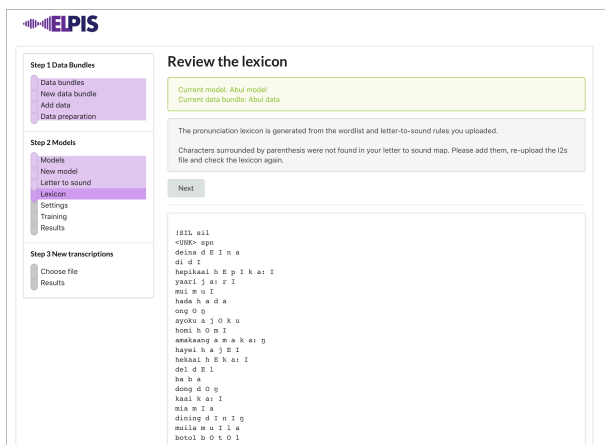 ELPIS
Step 1 Data Bundles
Data bundles
New data bundle
Add data
Data preparation
Step 2 Models
Models
New model
Letter to sound
Lexicon
Settings
Training
Results
Step 3 New transcriptions
Choose file
Results
Review the lexicon
Current model: Abui model
Current data bundle: Abui data
The pronunciation lexicon is generated from the wordlist and letter-to-sound rules you uploaded.
Characters surrounded by parenthesis were not found in your letter to sound map. Please add them, re-upload the l2s
file and check the lexicon again.
Next
!SIL sil
<UNK> spn
deina d E I n a
di d I
hepikaai h E p I k aː I
yaari j aː r I
mui m u I
hada h a d a
ong O ŋ
ayoku a j O k u
homi h O m I
amakaang a m a k aː ŋ
hayei h a j E I
hekaai h E k aː I
del d E l
ba b a
dong d O ŋ
kaai k aː I
mia m I a
dining d I n I ŋ
muila m u I l a
botol b O t O l